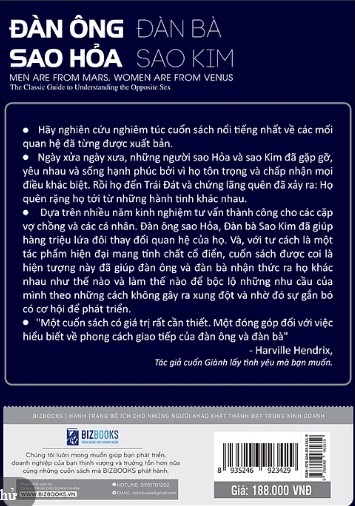 ĐÀN ÔNG ĐÀN BÀ
SAO HỎA SAO KIM
MEN ARE FROM MARS, WOMEN ARE FROM VENUS
The Classic Guide to Understanding the Opposite Sex
● Hãy nghiên cứu nghiêm túc cuốn sách nổi tiếng nhất về các mối
quan hệ đã từng được xuất bản.
● Ngày xửa ngày xưa, những người sao Hỏa và sao Kim đã gặp gỡ,
yêu nhau và sống hạnh phúc bởi vì họ tôn trọng và chấp nhận mọi
điều khác biệt. Rồi họ đến Trái Đất và chứng lãng quên đã xảy ra: Họ
quên rằng họ tới từ những hành tinh khác nhau.
● Dựa trên nhiều năm kinh nghiệm tư vấn thành công cho các cặp
vợ chồng và các cá nhân. Đàn ông sao Hỏa, Đàn bà Sao Kim đã giúp
hàng triệu lứa đôi thay đổi quan hệ của họ. Và, với tư cách là một
tác phẩm hiện đại mang tính chất cổ điển, cuốn sách được coi là
hiện tượng này đã giúp đàn ông và đàn bà nhận thức ra họ khác
nhau như thế nào và làm thế nào để bộc lộ những nhu cầu của
mình theo những cách không gây ra xung đột và nhờ đó sự gắn bó
có cơ hội để phát triển.
● "Một cuốn sách có giá trị rất cần thiết. Một đóng góp đối với việc
hiểu biết về phong cách giao tiếp của đàn ông và đàn bà"
- Harville Hendrix,
Tác giả cuốn Giành lấy tình yêu mà bạn muốn.
BIZBOOKS | HÀNH TRANG BỔ ÍCH CHO NHỮNG NGƯỜI KHAO KHÁT THÀNH ĐẠT TRONG KINH DOANH
BIZBOOKS
Chúng tôi luôn mong muốn giúp bạn phát triển,
doanh nghiệp của bạn thịnh vượng và trường tồn hơn nữa
cùng những cuốn sách mà BIZBOOKS phát hành.
HOTLINE: 0901701202
WWW.BIZBOOKS.VN
8 935246 923429
Giá: 188.000 VNĐ
hử